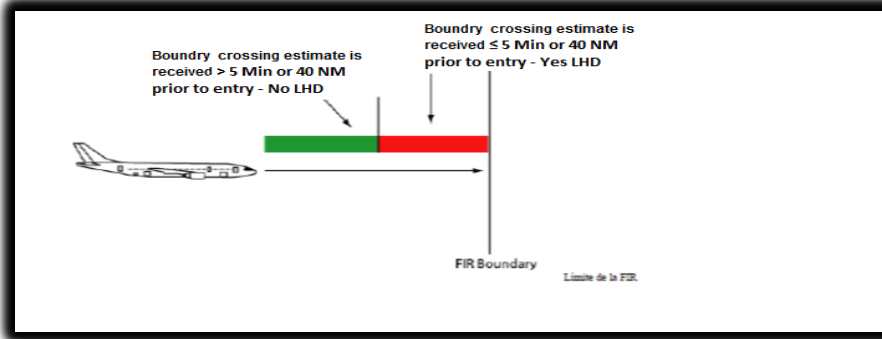 Boundry crossing estimate is
received > 5 Min or 40 NM
prior to entry - No LHD
Boundry crossing estimate is
received ≤ 5 Min or 40 NM
prior to entry - Yes LHD
FIR Boundary
Límite de la FIR